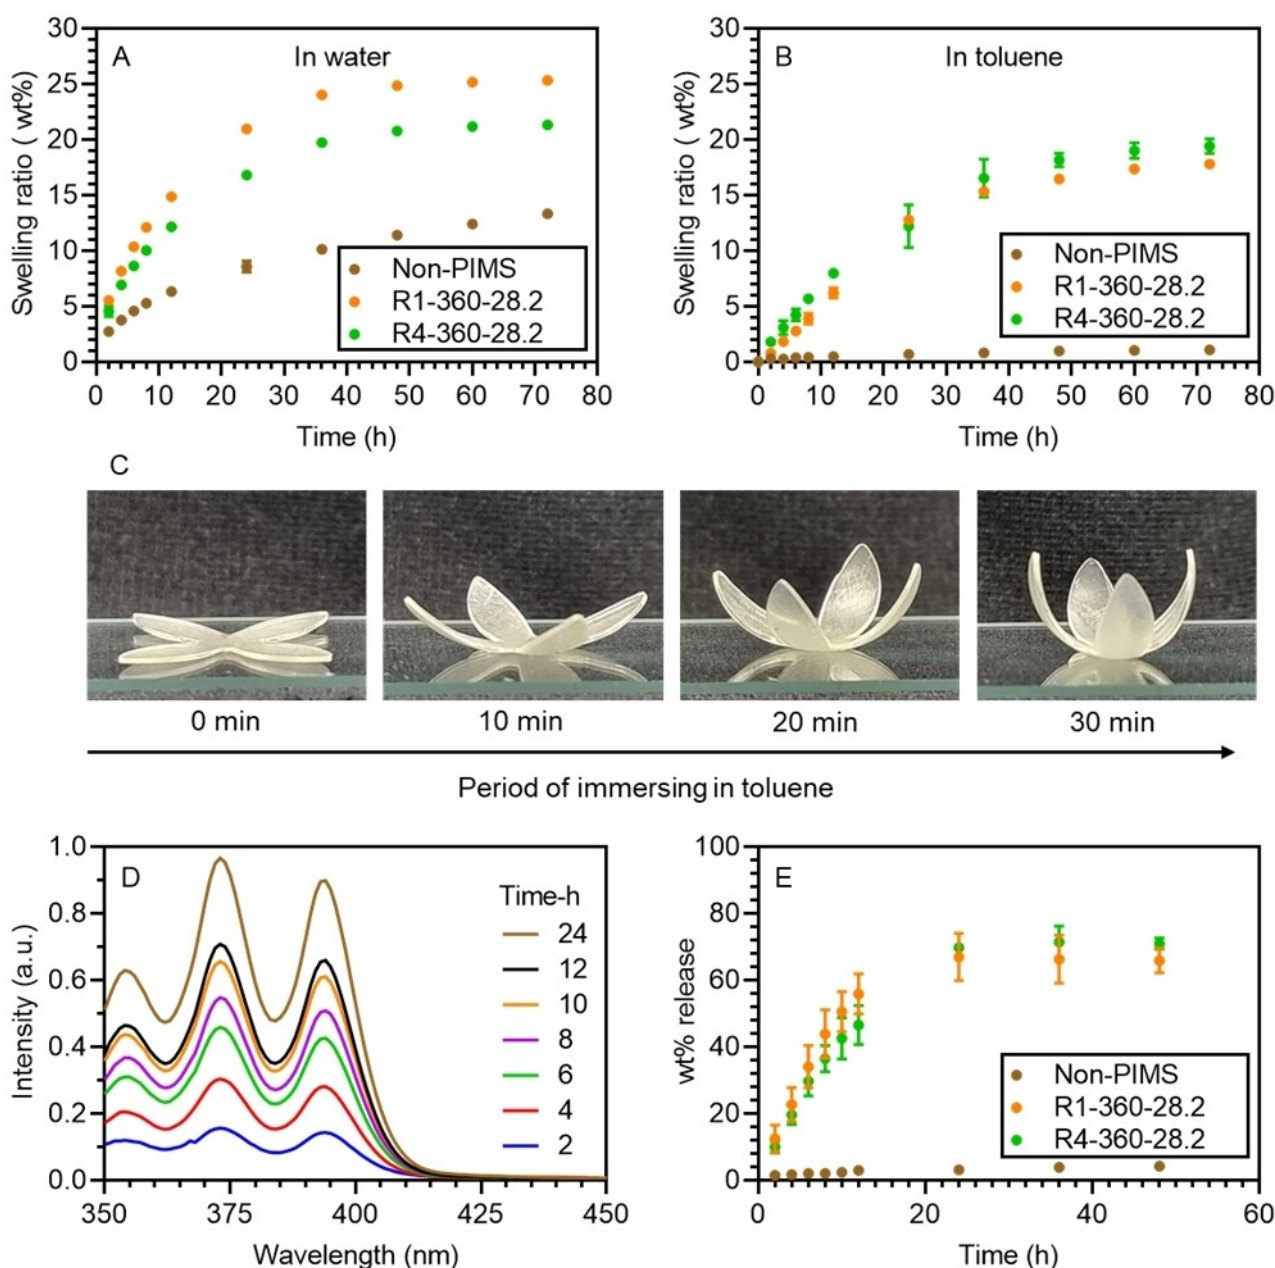 A
In water
Swelling ratio ( wt%)
30
25
20
15
10
5
0
Non-PIMS
R1-360-28.2
R4-360-28.2
0 10 20 30 40 50 60 70 80
Time (h)
B
In toluene
Swelling ratio ( wt%)
30
25
20
15
10
5
0
Non-PIMS
R1-360-28.2
R4-360-28.2
0 10 20 30 40 50 60 70 80
Time (h)
C
0 min 10 min 20 min 30 min
Period of immersing in toluene
D
Intensity (a.u.)
1.0
0.8
0.6
0.4
0.2
0.0
Time-h
24
12
10
8
6
4
2
350 375 400 425 450
Wavelength (nm)
E
wt% release
100
80
60
40
20
0
Non-PIMS
R1-360-28.2
R4-360-28.2
0 20 40 60
Time (h)